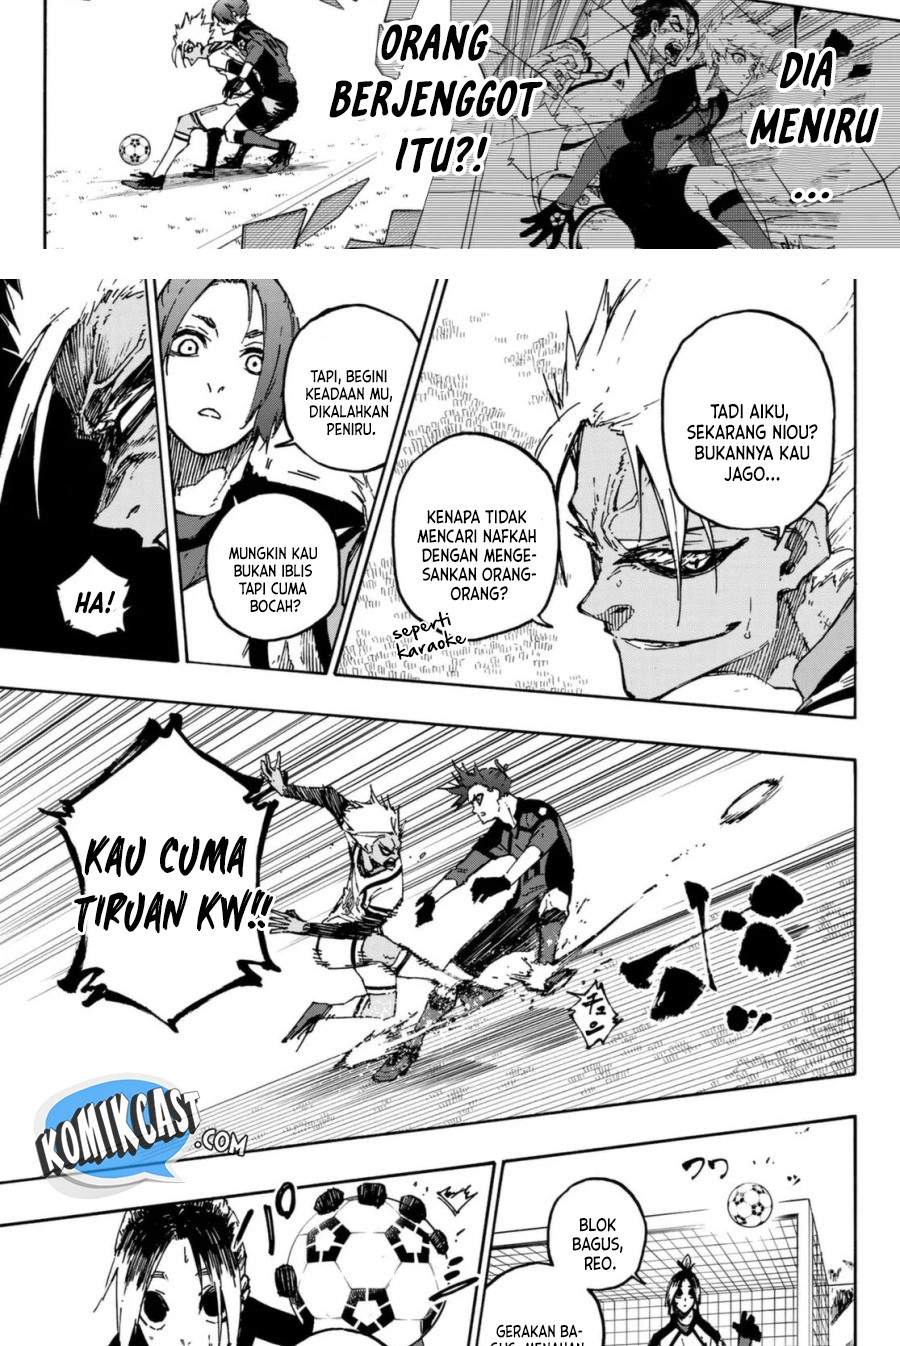 DIA
MENIRU
...
ORANG
BERJENGGOT
ITU?!
TADI AIKU,
SEKARANG NIOU?
BUKANNYA KAU
JAGO...
KENAPA TIDAK
MENCARI NAFKAH
DENGAN MENGE-
SANKAN ORANG-
ORANG?
seperti
karaoke
TAPI, BEGINI
KEADAAN MU,
DIKALAHKAN
PENIRU.
MUNGKIN KAU
BUKAN IBLIS
TAPI CUMA
BOCAH?
HA!
KAU CUMA
TIRUAN KW!!
KOMIKCAST
.COM
BLOK
BAGUS,
REO.
GERAKAN BA-
GUS, MENAHAN